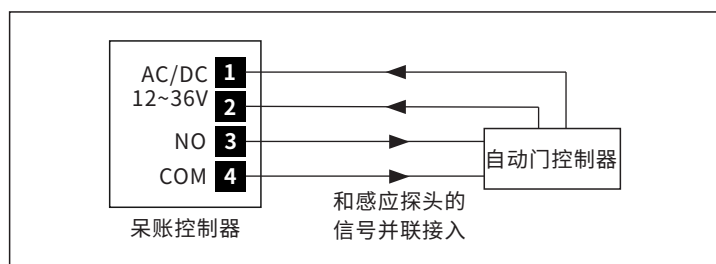 AC/DC 1
12~36V 2
NO 3
COM 4
自动门控制器
和感应探头的
信号并联接入
呆账控制器